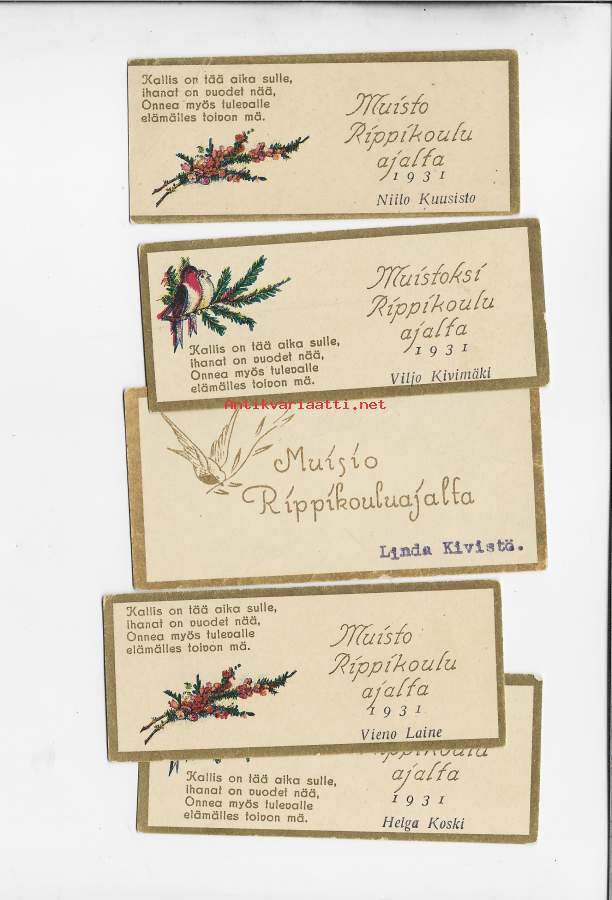 Kallis on tää aika sulle,
ihanat on vuodet nää,
Onnea myös tulevalle
elämälles toivon mä.
Muisto
Rippikoulu
ajalta
1931
Niilo Kuusisto
Muistoksi
Rippikoulu
ajalta
1931
Kallis on tää aika sulle,
ihanat on vuodet nää,
Onnea myös tulevalle
elämälles toivon mä.
Viljo Kivimäki
Antikvariaatti.net
Muisto
Rippikouluajalta
Linda Kivistö.
Kallis on tää aika sulle,
ihanat on vuodet nää,
Onnea myös tulevalle
elämälles toivon mä.
Muisto
Rippikoulu
ajalta
1931
Vieno Laine
Rippikoulu
ajalta
1931
Kallis on tää aika sulle,
ihanat on vuodet nää,
Onnea myös tulevalle
elämälles toivon mä.
Helga Koski